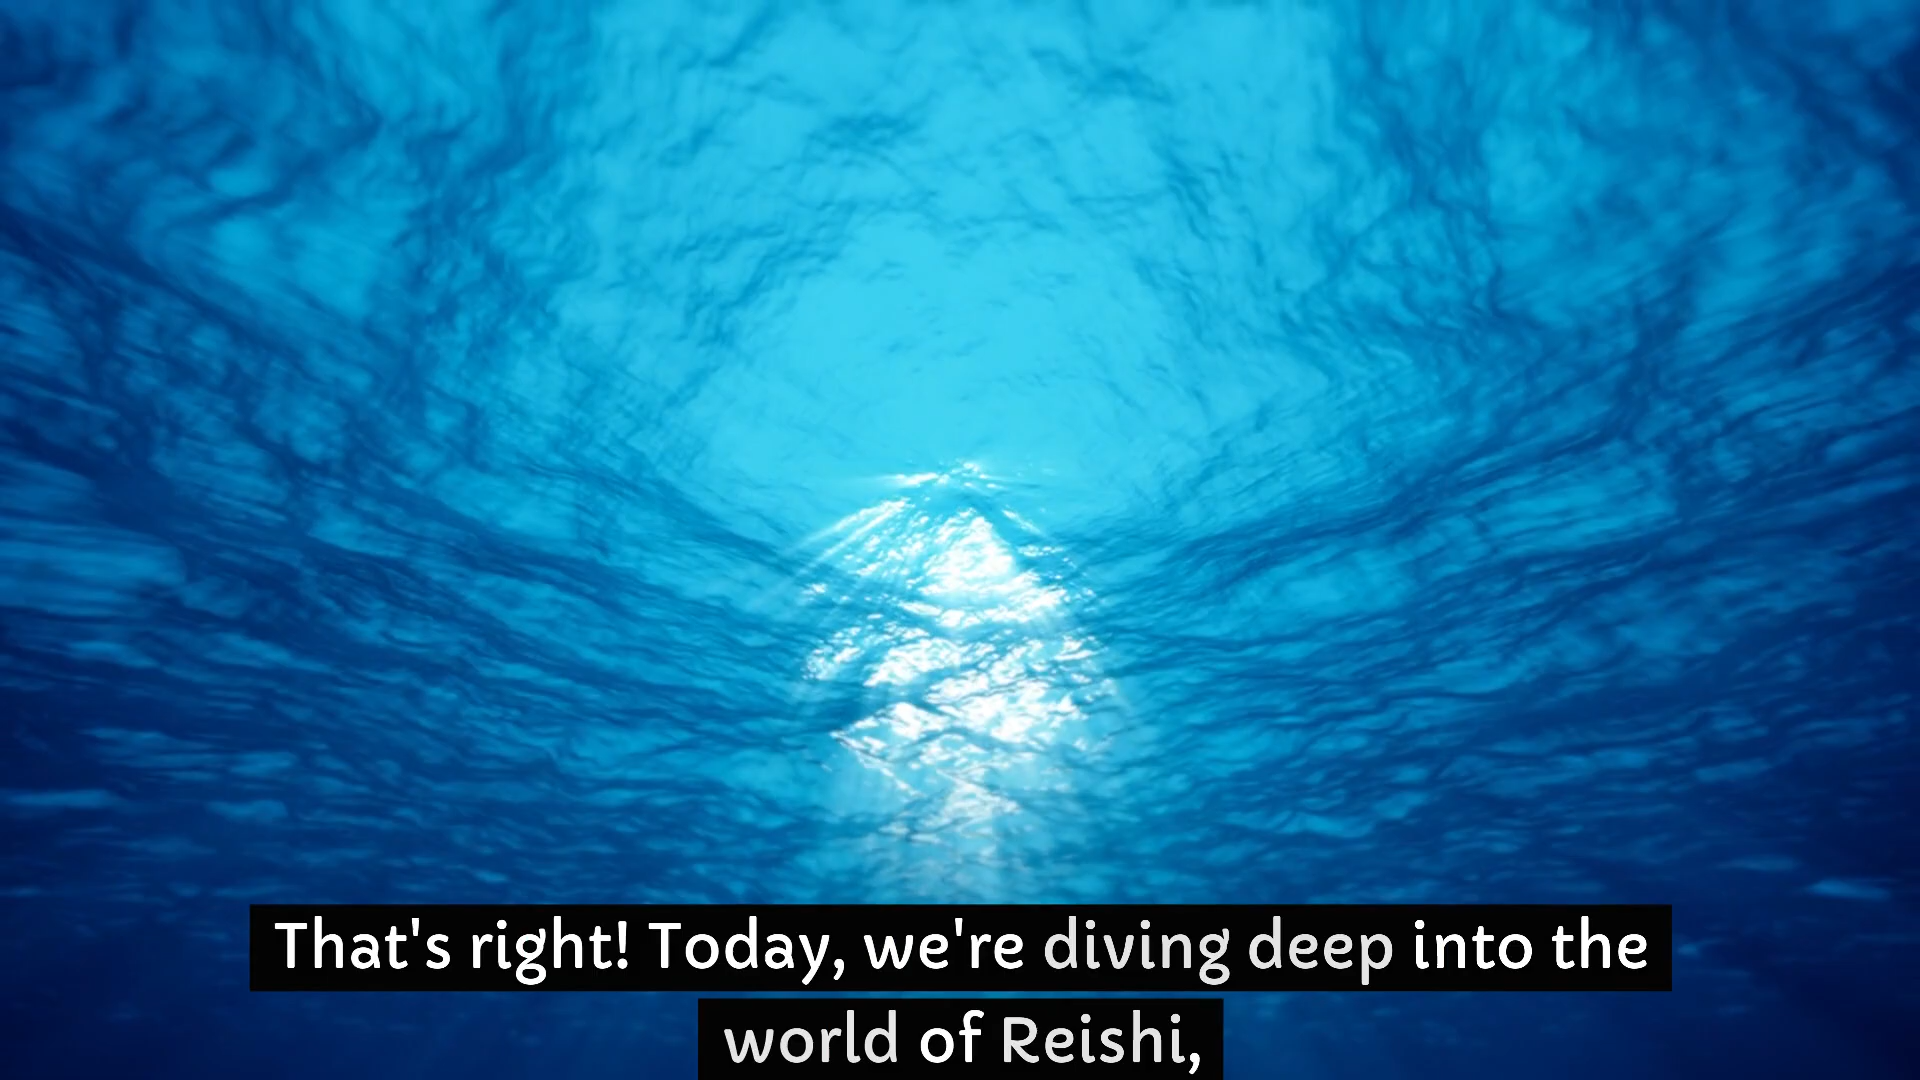 That's right! Today, we're diving deep into the
world of Reishi,